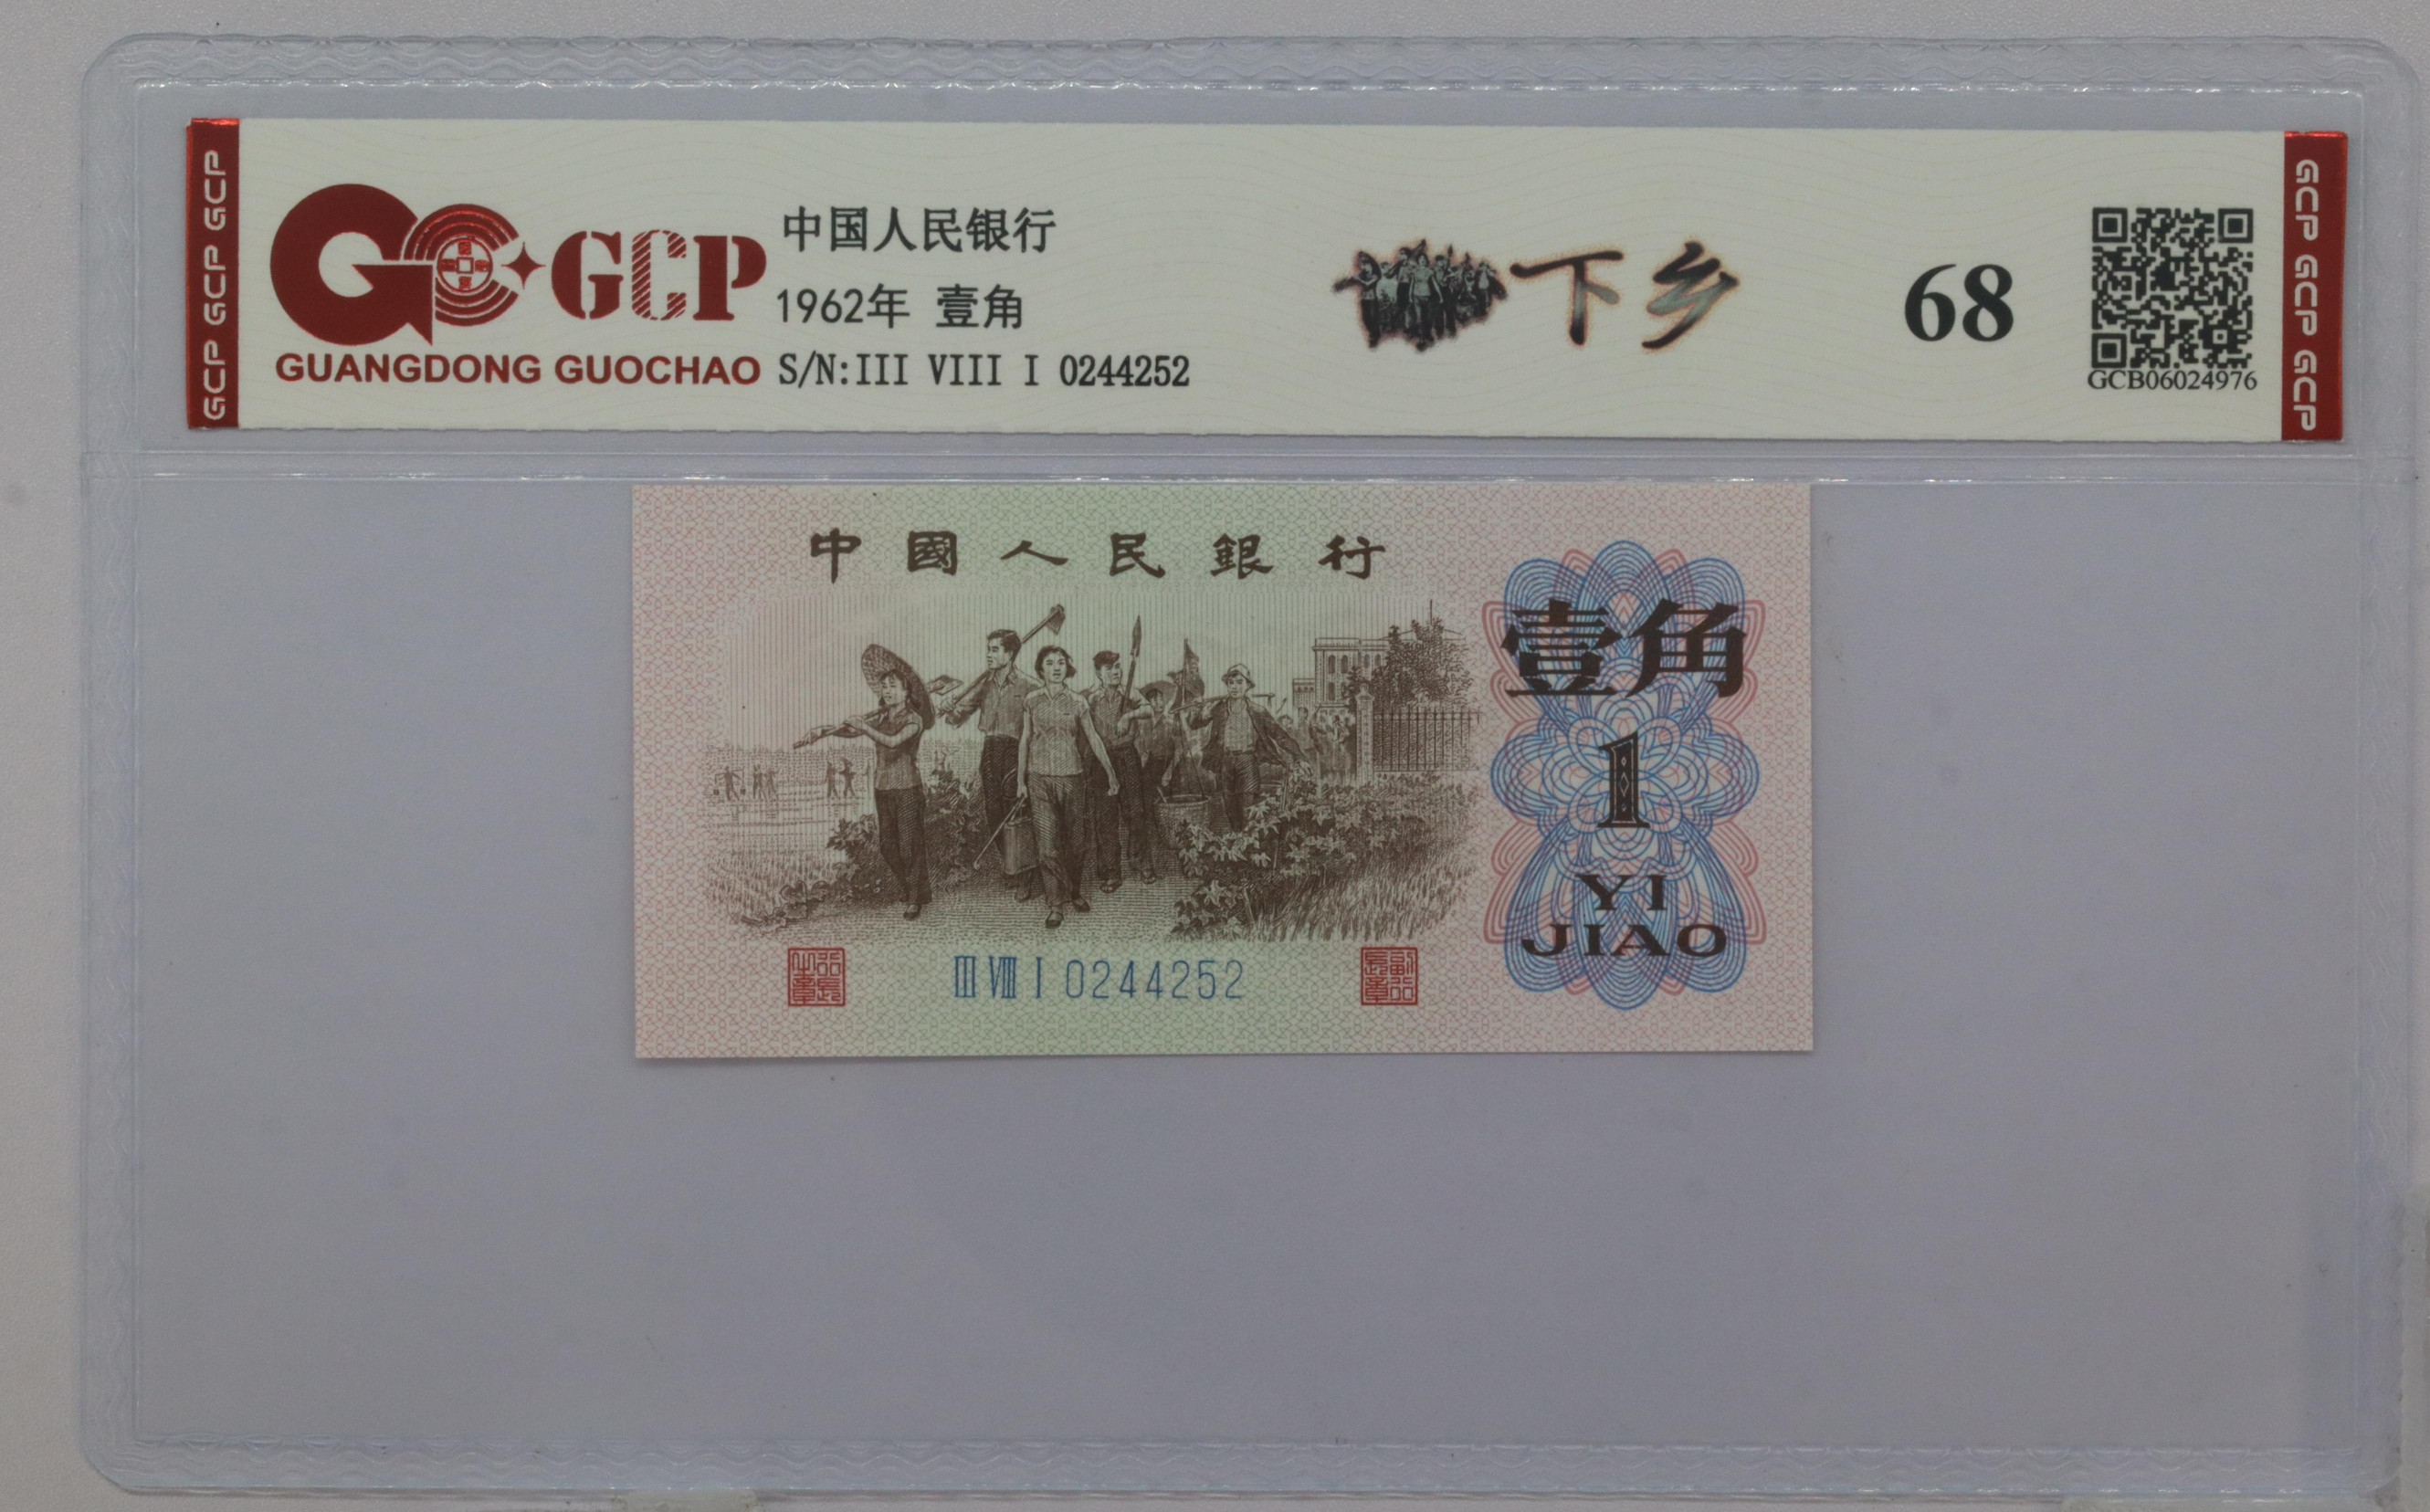 GCP GCP GCP
GCP
GUANGDONG GUOCHAO
中国人民银行
1962年 壹角
S/N:III VIII I 0244252
下乡
68
GCB06024976
GCP GCP GCP
中國人民銀行
壹角
1
YI
JIAO
III VIII I 0244252